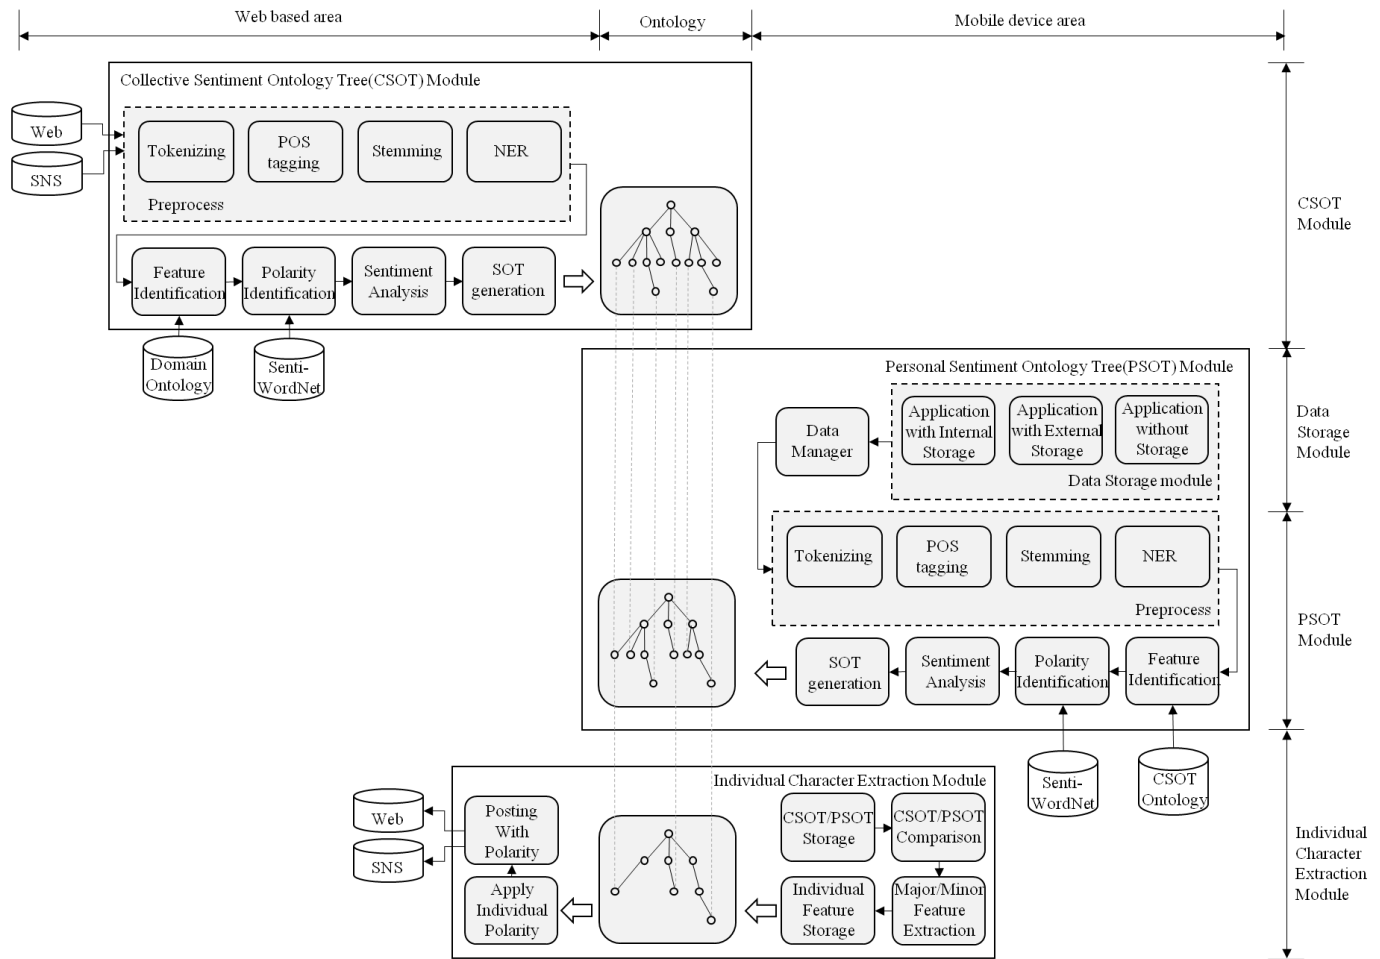 Web based area
Ontology
Mobile device area
Collective Sentiment Ontology Tree(CSOT) Module
Web
SNS
Tokenizing
POS
tagging
Stemming
NER
Preprocess
CSOT
Module
Feature
Identification
Polarity
Identification
Sentiment
Analysis
SOT
generation
Domain
Ontology
Senti-
WordNet
Personal Sentiment Ontology Tree(PSOT) Module
Data
Manager
Application
with Internal
Storage
Application
with External
Storage
Application
without
Storage
Data Storage module
Data
Storage
Module
Tokenizing
POS
tagging
Stemming
NER
Preprocess
PSOT
Module
SOT
generation
Sentiment
Analysis
Polarity
Identification
Feature
Identification
Senti-
WordNet
CSOT
Ontology
Individual Character Extraction Module
Web
SNS
Posting
With
Polarity
CSOT/PSOT
Storage
CSOT/PSOT
Comparison
Apply
Individual
Polarity
Individual
Feature
Storage
Major/Minor
Feature
Extraction
Individual
Character
Extraction
Module